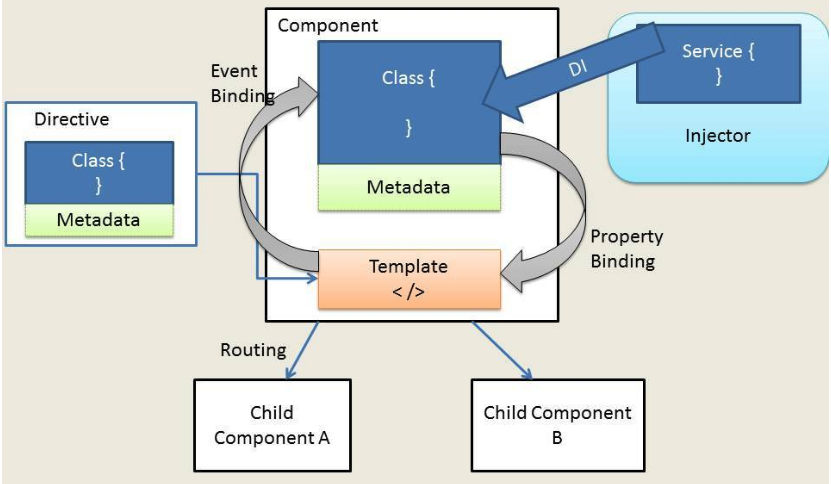 Component
Class {
}
Metadata
Event
Binding
DI
Service {
}
Injector
Directive
Class {
}
Metadata
Property
Binding
Template
< />
Routing
Child
Component A
Child Component
B